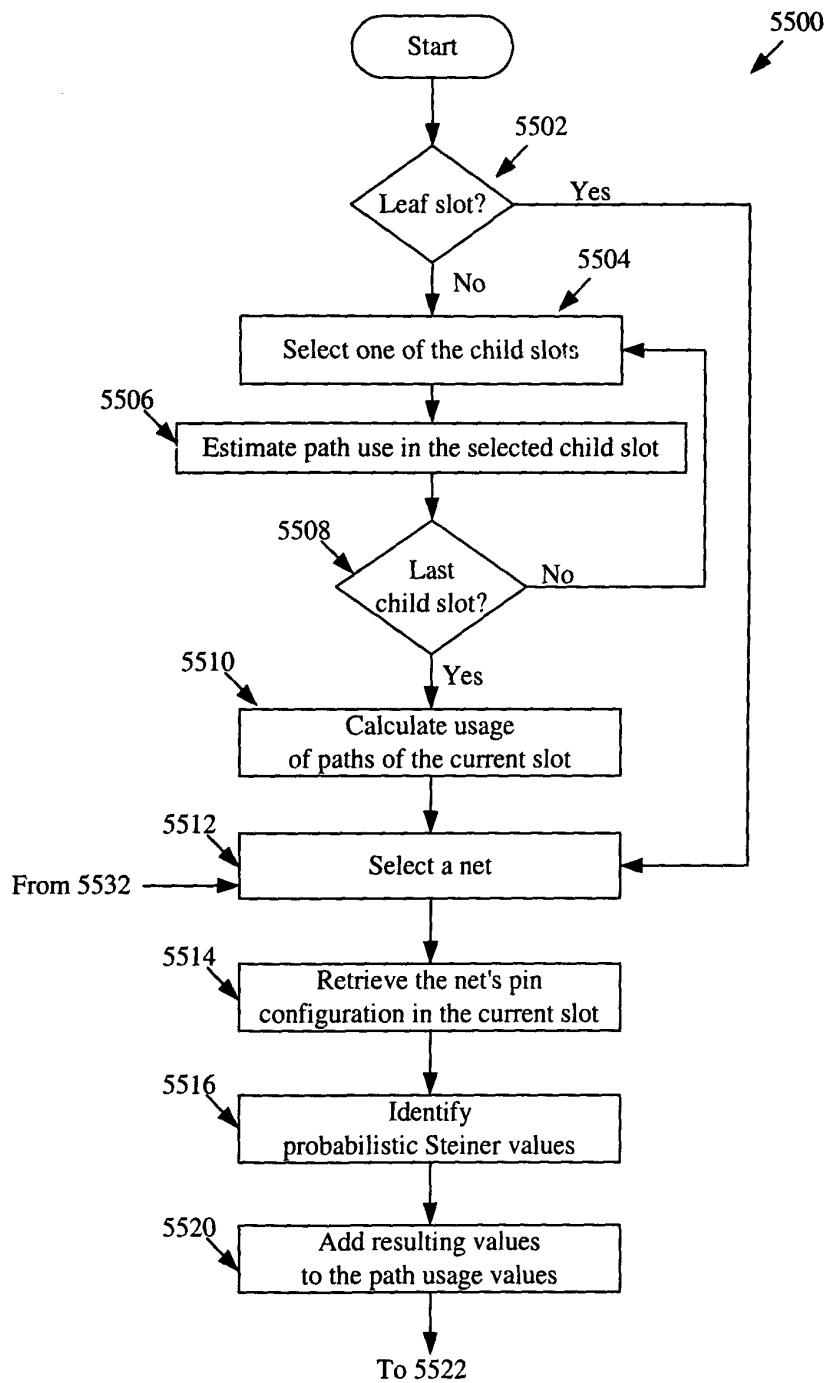 5500
Start
5502
Leaf slot?
Yes
No
5504
Select one of the child slots
5506
Estimate path use in the selected child slot
5508
Last
child slot?
No
Yes
5510
Calculate usage
of paths of the current slot
5512
Select a net
From 5532
5514
Retrieve the net's pin
configuration in the current slot
5516
Identify
probabilistic Steiner values
5520
Add resulting values
to the path usage values
To 5522